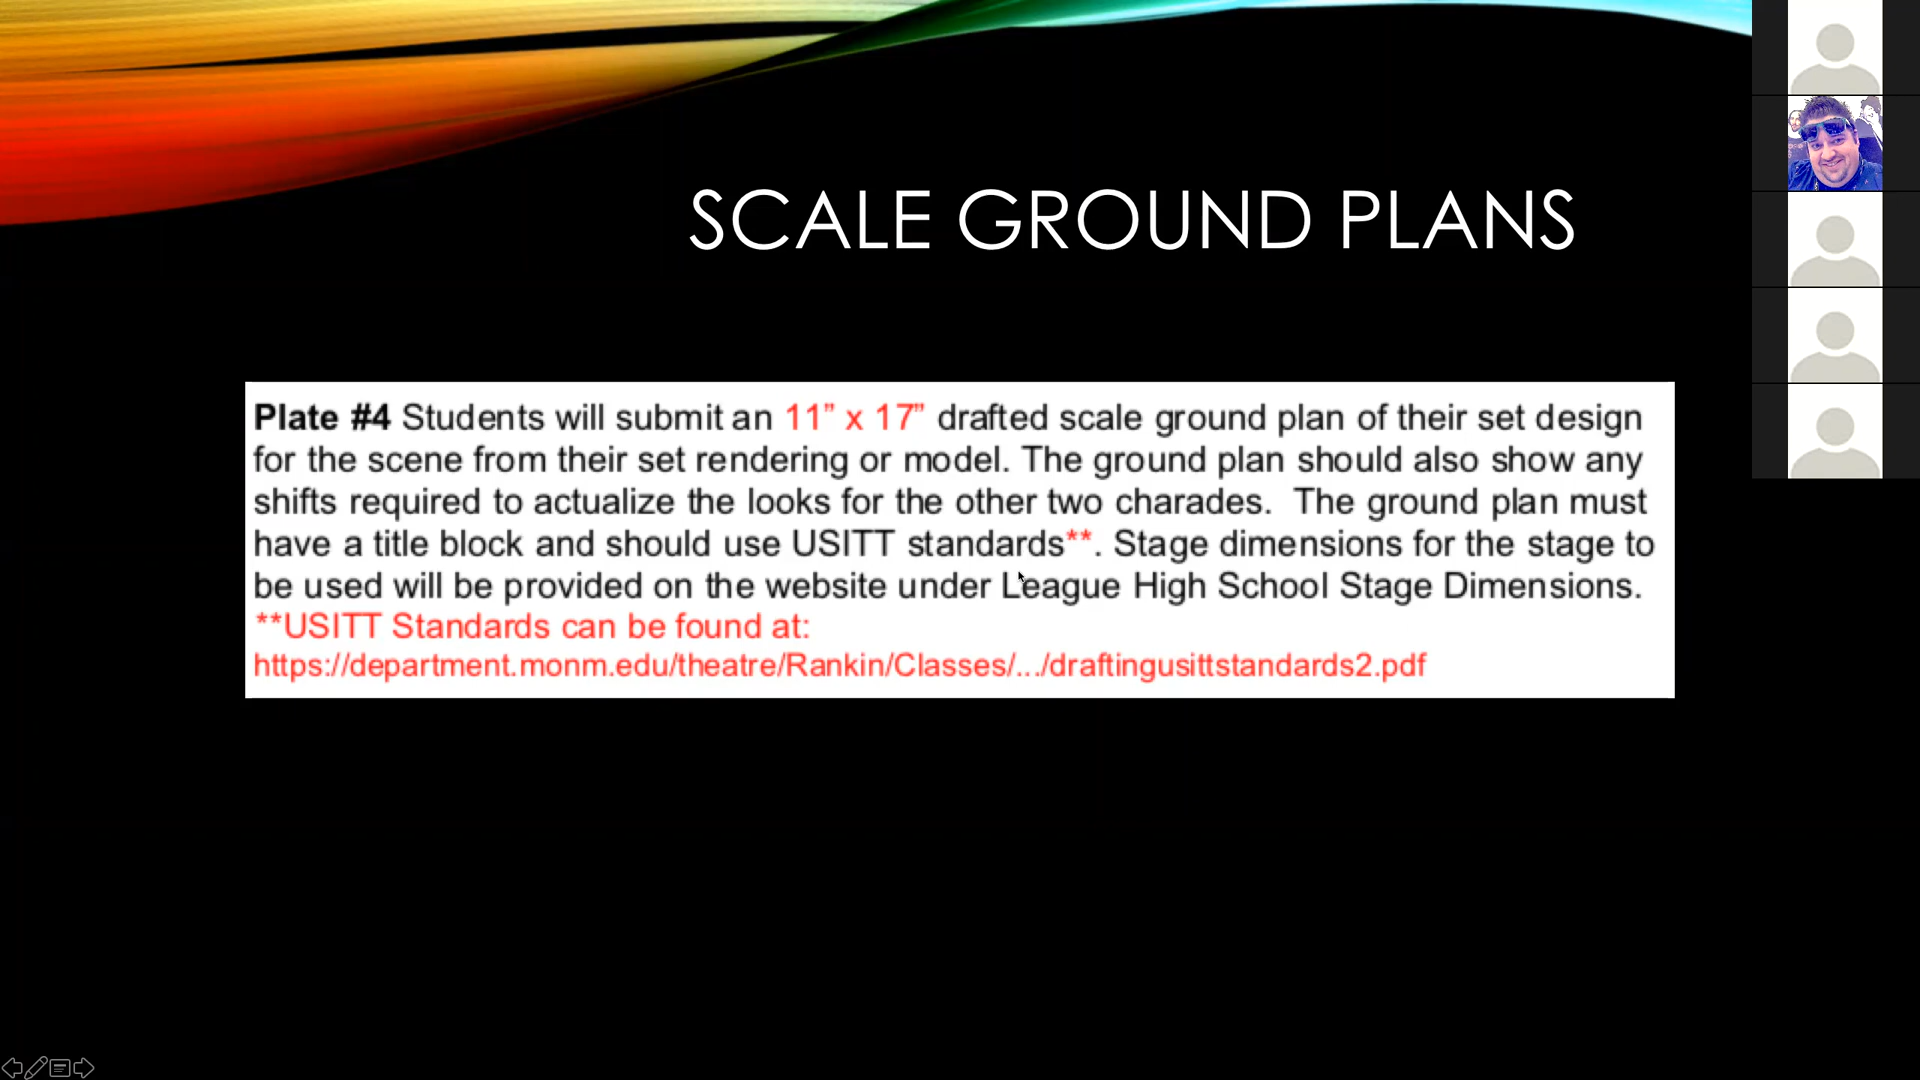 SCALE GROUND PLANS
Plate #4 Students will submit an 11” x 17” drafted scale ground plan of their set design
for the scene from their set rendering or model. The ground plan should also show any
shifts required to actualize the looks for the other two charades. The ground plan must
have a title block and should use USITT standards**. Stage dimensions for the stage to
be used will be provided on the website under League High School Stage Dimensions.
**USITT Standards can be found at:
https://department.monm.edu/theatre/Rankin/Classes/.../draftingusittstandards2.pdf